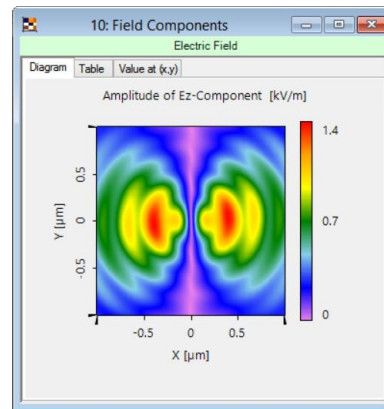 10: Field Components
Electric Field
Diagram Table Value at (x,y)
Amplitude of Ez-Component [kV/m]
1.4
0.7
0
0.5
0
-0.5
Y [µm]
-0.5 0 0.5
X [µm]